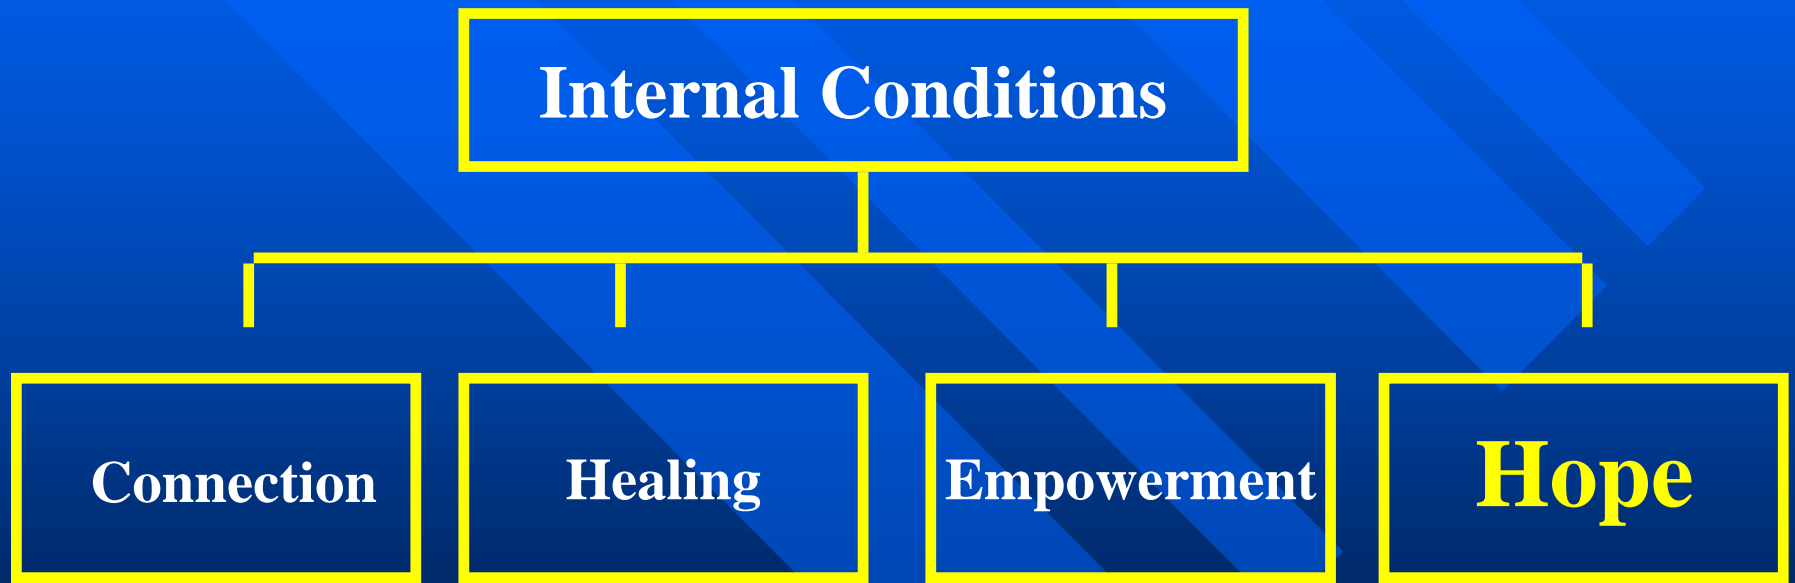 Internal Conditions
Connection
Healing
Empowerment
Hope